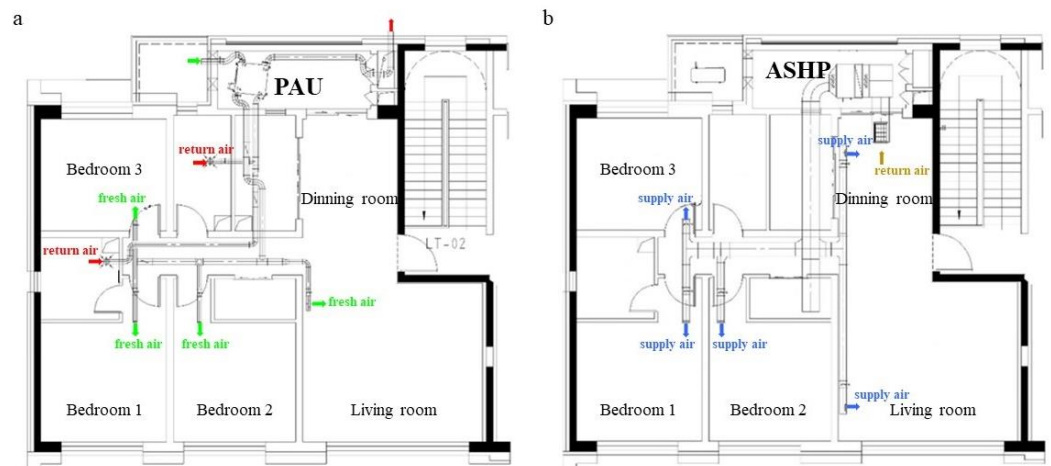 a
PAU
return air
Bedroom 3
fresh air
Dinning room
return air
LT-02
fresh air
fresh air
fresh air
Bedroom 1
Bedroom 2
Living room
b
ASHP
supply air
return air
Bedroom 3
supply air
Dinning room
supply air
supply air
supply air
Bedroom 1
Bedroom 2
Living room